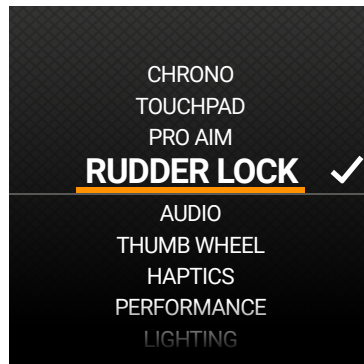 CHRONO
TOUCHPAD
PRO AIM
RUDDER LOCK
AUDIO
THUMB WHEEL
HAPTICS
PERFORMANCE
LIGHTING